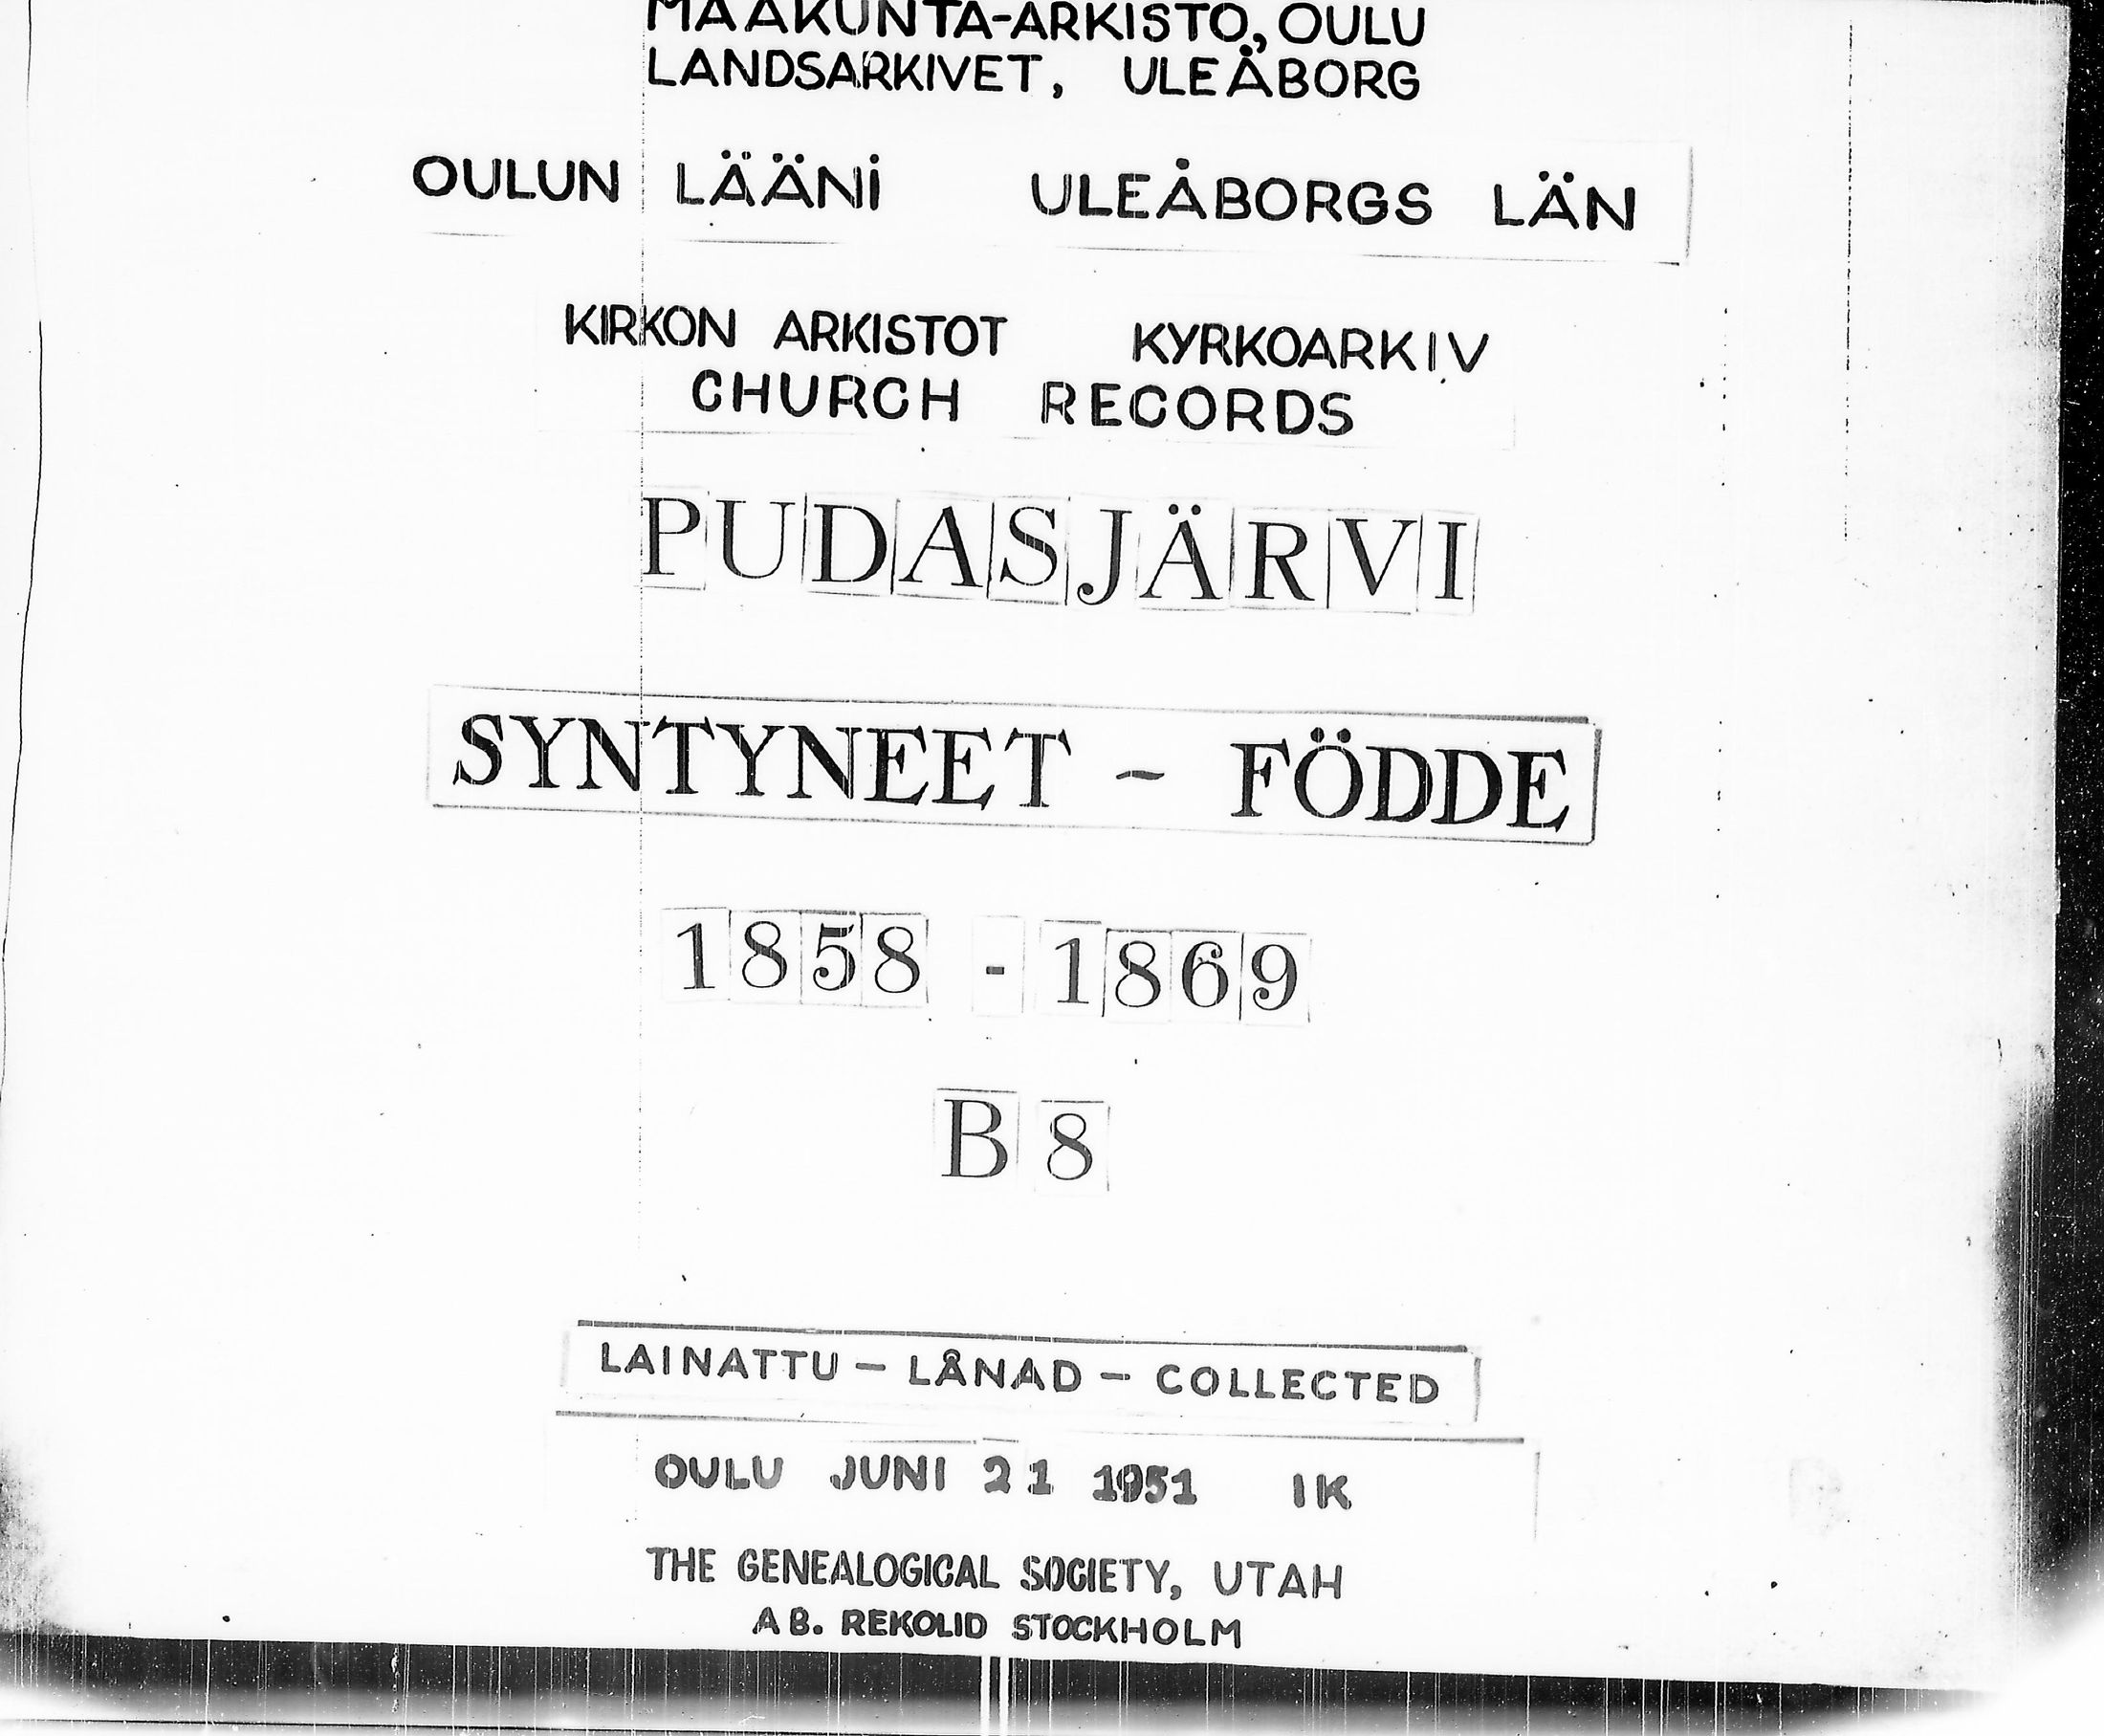 MAAKUNTA-ARKISTO, OULU
LANDSARKIVET, ULEÅBORG
OULUN LÄÄNI ULEÅBORGS LÄN
KIRKON ARKISTOT KYRKOARKIV
CHURCH RECORDS
PUDASJÄRVI
SYNTYNEET - FÖDDE
1858 - 1869
B 8
LAINATTU - LÅNAD - COLLECTED
OULU JUNI 21 1951 IK
THE GENEALOGICAL SOCIETY, UTAH
AB. REKOLID STOCKHOLM